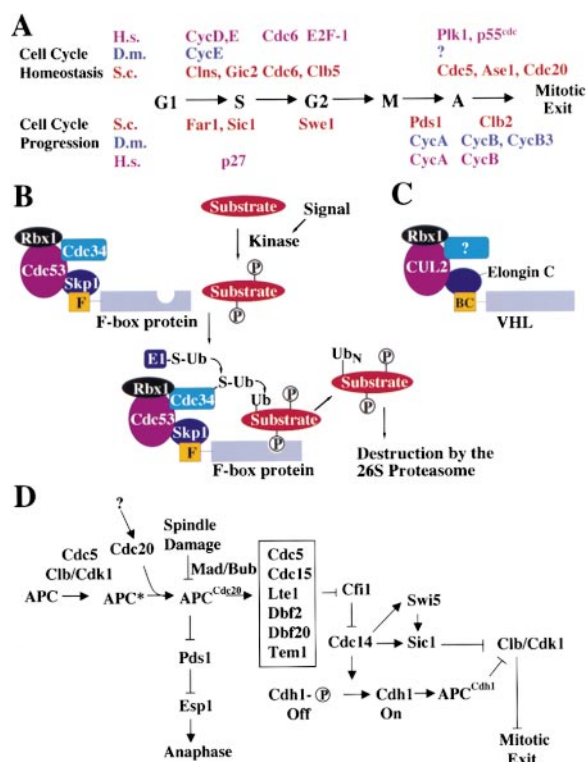 A
H.s. CycD,E Cdc6 E2F-1 Plk1, p55cdc
Cell Cycle D.m. CycE ?
Homeostasis S.c. Clns, Gic2 Cdc6, Clb5 Cdc5, Ase1, Cdc20
G1 S G2 M A Mitotic Exit
Cell Cycle S.c. Far1, Sic1 Swe1 Pds1 Clb2
Progression D.m. CycA CycB, CycB3
H.s. p27 CycA CycB
B
Substrate
Signal
Kinase
Rbx1
Cdc34
Cdc53
Skp1
F
F-box protein
P
Substrate
P
E1 -S-Ub
S-Ub
Ub
Rbx1
Cdc34
Cdc53
Skp1
F
F-box protein
P
Substrate
P
UbN
P
Substrate
P
Destruction by the
26S Proteasome
C
Rbx1
?
CUL2
Elongin C
BC
VHL
D
?
Cdc5
Clb/Cdk1
Cdc20
Spindle
Damage
Mad/Bub
APC APC* APCCdc20
Pds1
Esp1
Anaphase
Cdc5
Cdc15
Lte1
Dbf2
Dbf20
Tem1
Cfi1
Swi5
Cdc14 Sic1 Clb/Cdk1
Cdh1- P Cdh1 APCCdh1
Off On
Mitotic
Exit